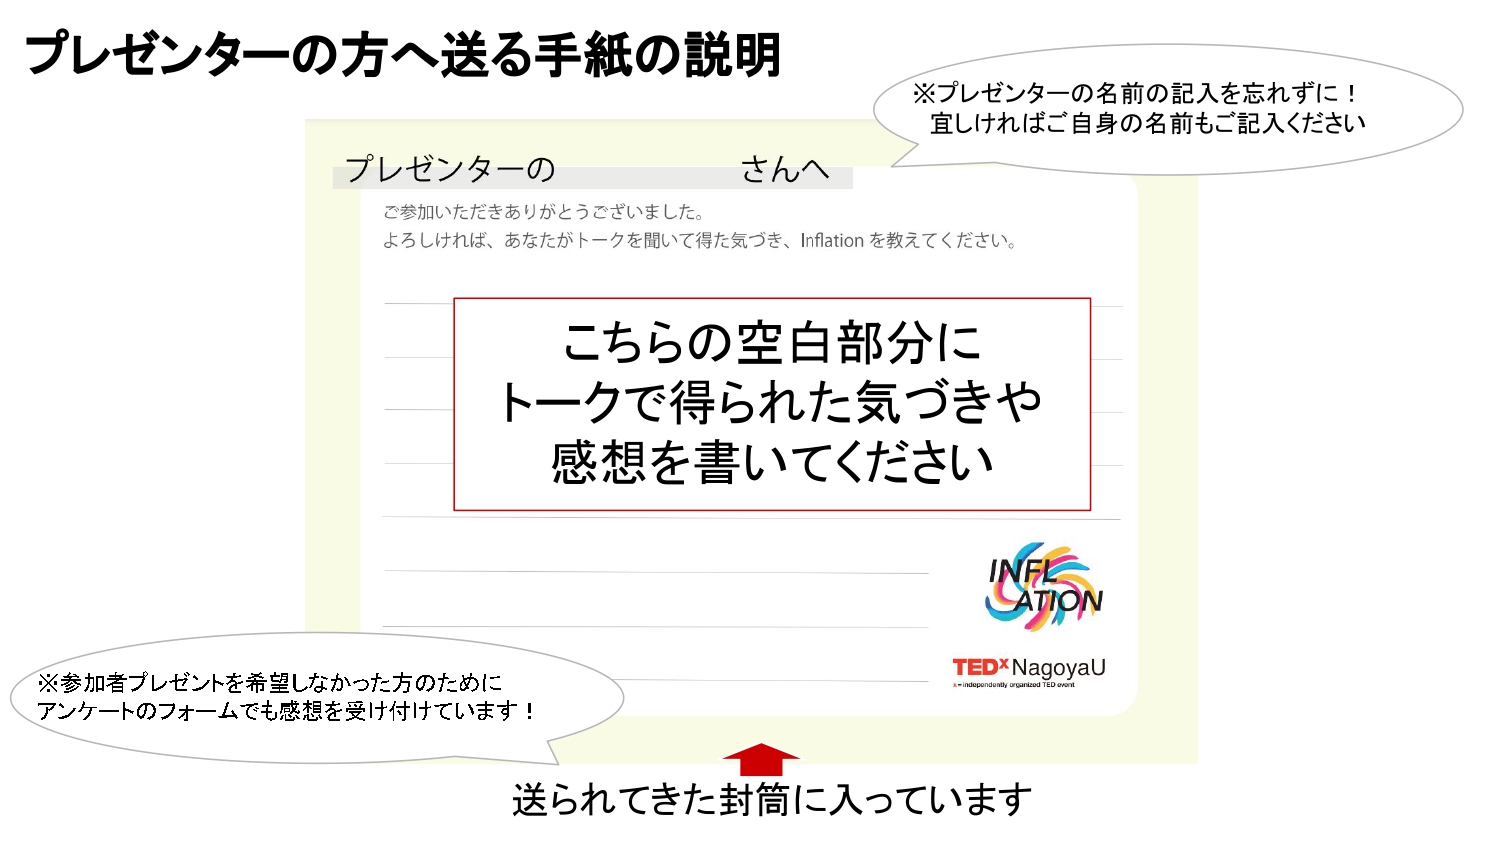 プレゼンターの方へ送る手紙の説明
※プレゼンターの名前の記入を忘れずに！
宜しければご自身の名前もご記入ください
プレゼンターの　　　　　　さんへ
ご参加いただきありがとうございました。
よろしければ、あなたがトークを聞いて得た気づき、Inflation を教えてください。
こちらの空白部分に
トークで得られた気づきや
感想を書いてください
INFL
ATION
TEDx NagoyaU
x = independently organized TED event
※参加者プレゼントを希望しなかった方のために
アンケートのフォームでも感想を受け付けています！
送られてきた封筒に入っています